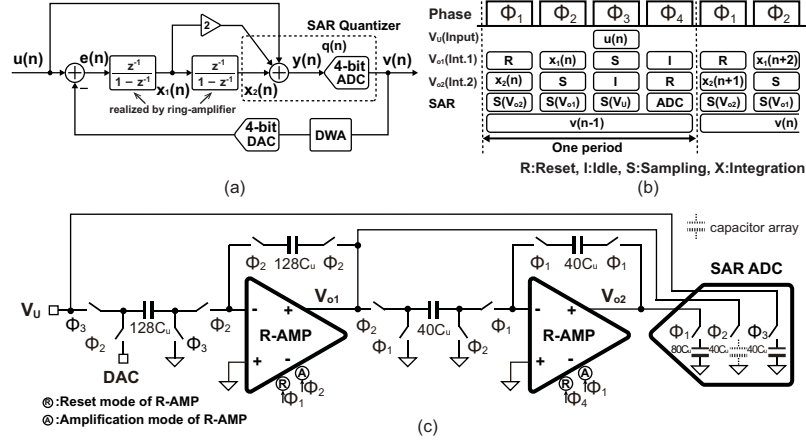 SAR Quantizer
2
u(n) e(n) z⁻¹ z⁻¹ y(n) q(n) v(n)
1 − z⁻¹ 1 − z⁻¹ 4-bit ADC
− x₁(n) x₂(n)
realized by ring-amplifier
4-bit DAC DWA
(a)
Phase Φ₁ Φ₂ Φ₃ Φ₄ Φ₁ Φ₂
Vᵤ(Input) u(n)
Vₒ₁(Int.1) R x₁(n) S I R x₁(n+2)
Vₒ₂(Int.2) x₂(n) S I R x₂(n+1) S
SAR S(Vₒ₂) S(Vₒ₁) S(Vᵤ) ADC S(Vₒ₂) S(Vₒ₁)
v(n-1) v(n)
One period
R:Reset, I:Idle, S:Sampling, X:Integration
(b)
capacitor array
SAR ADC
Φ₂ 128Cᵤ Φ₂
Φ₁ 40Cᵤ Φ₁
Vᵤ Φ₃ 128Cᵤ Φ₂ − + Vₒ₁ Φ₂ 40Cᵤ Φ₁ − + Vₒ₂ Φ₁ Φ₂ Φ₃
Φ₂ Φ₃ R-AMP Φ₁ Φ₂ R-AMP 80Cᵤ 40Cᵤ 40Cᵤ
DAC + - + -
R A R A
Φ₁ Φ₂ Φ₄ Φ₁
R :Reset mode of R-AMP
A :Amplification mode of R-AMP
(c)